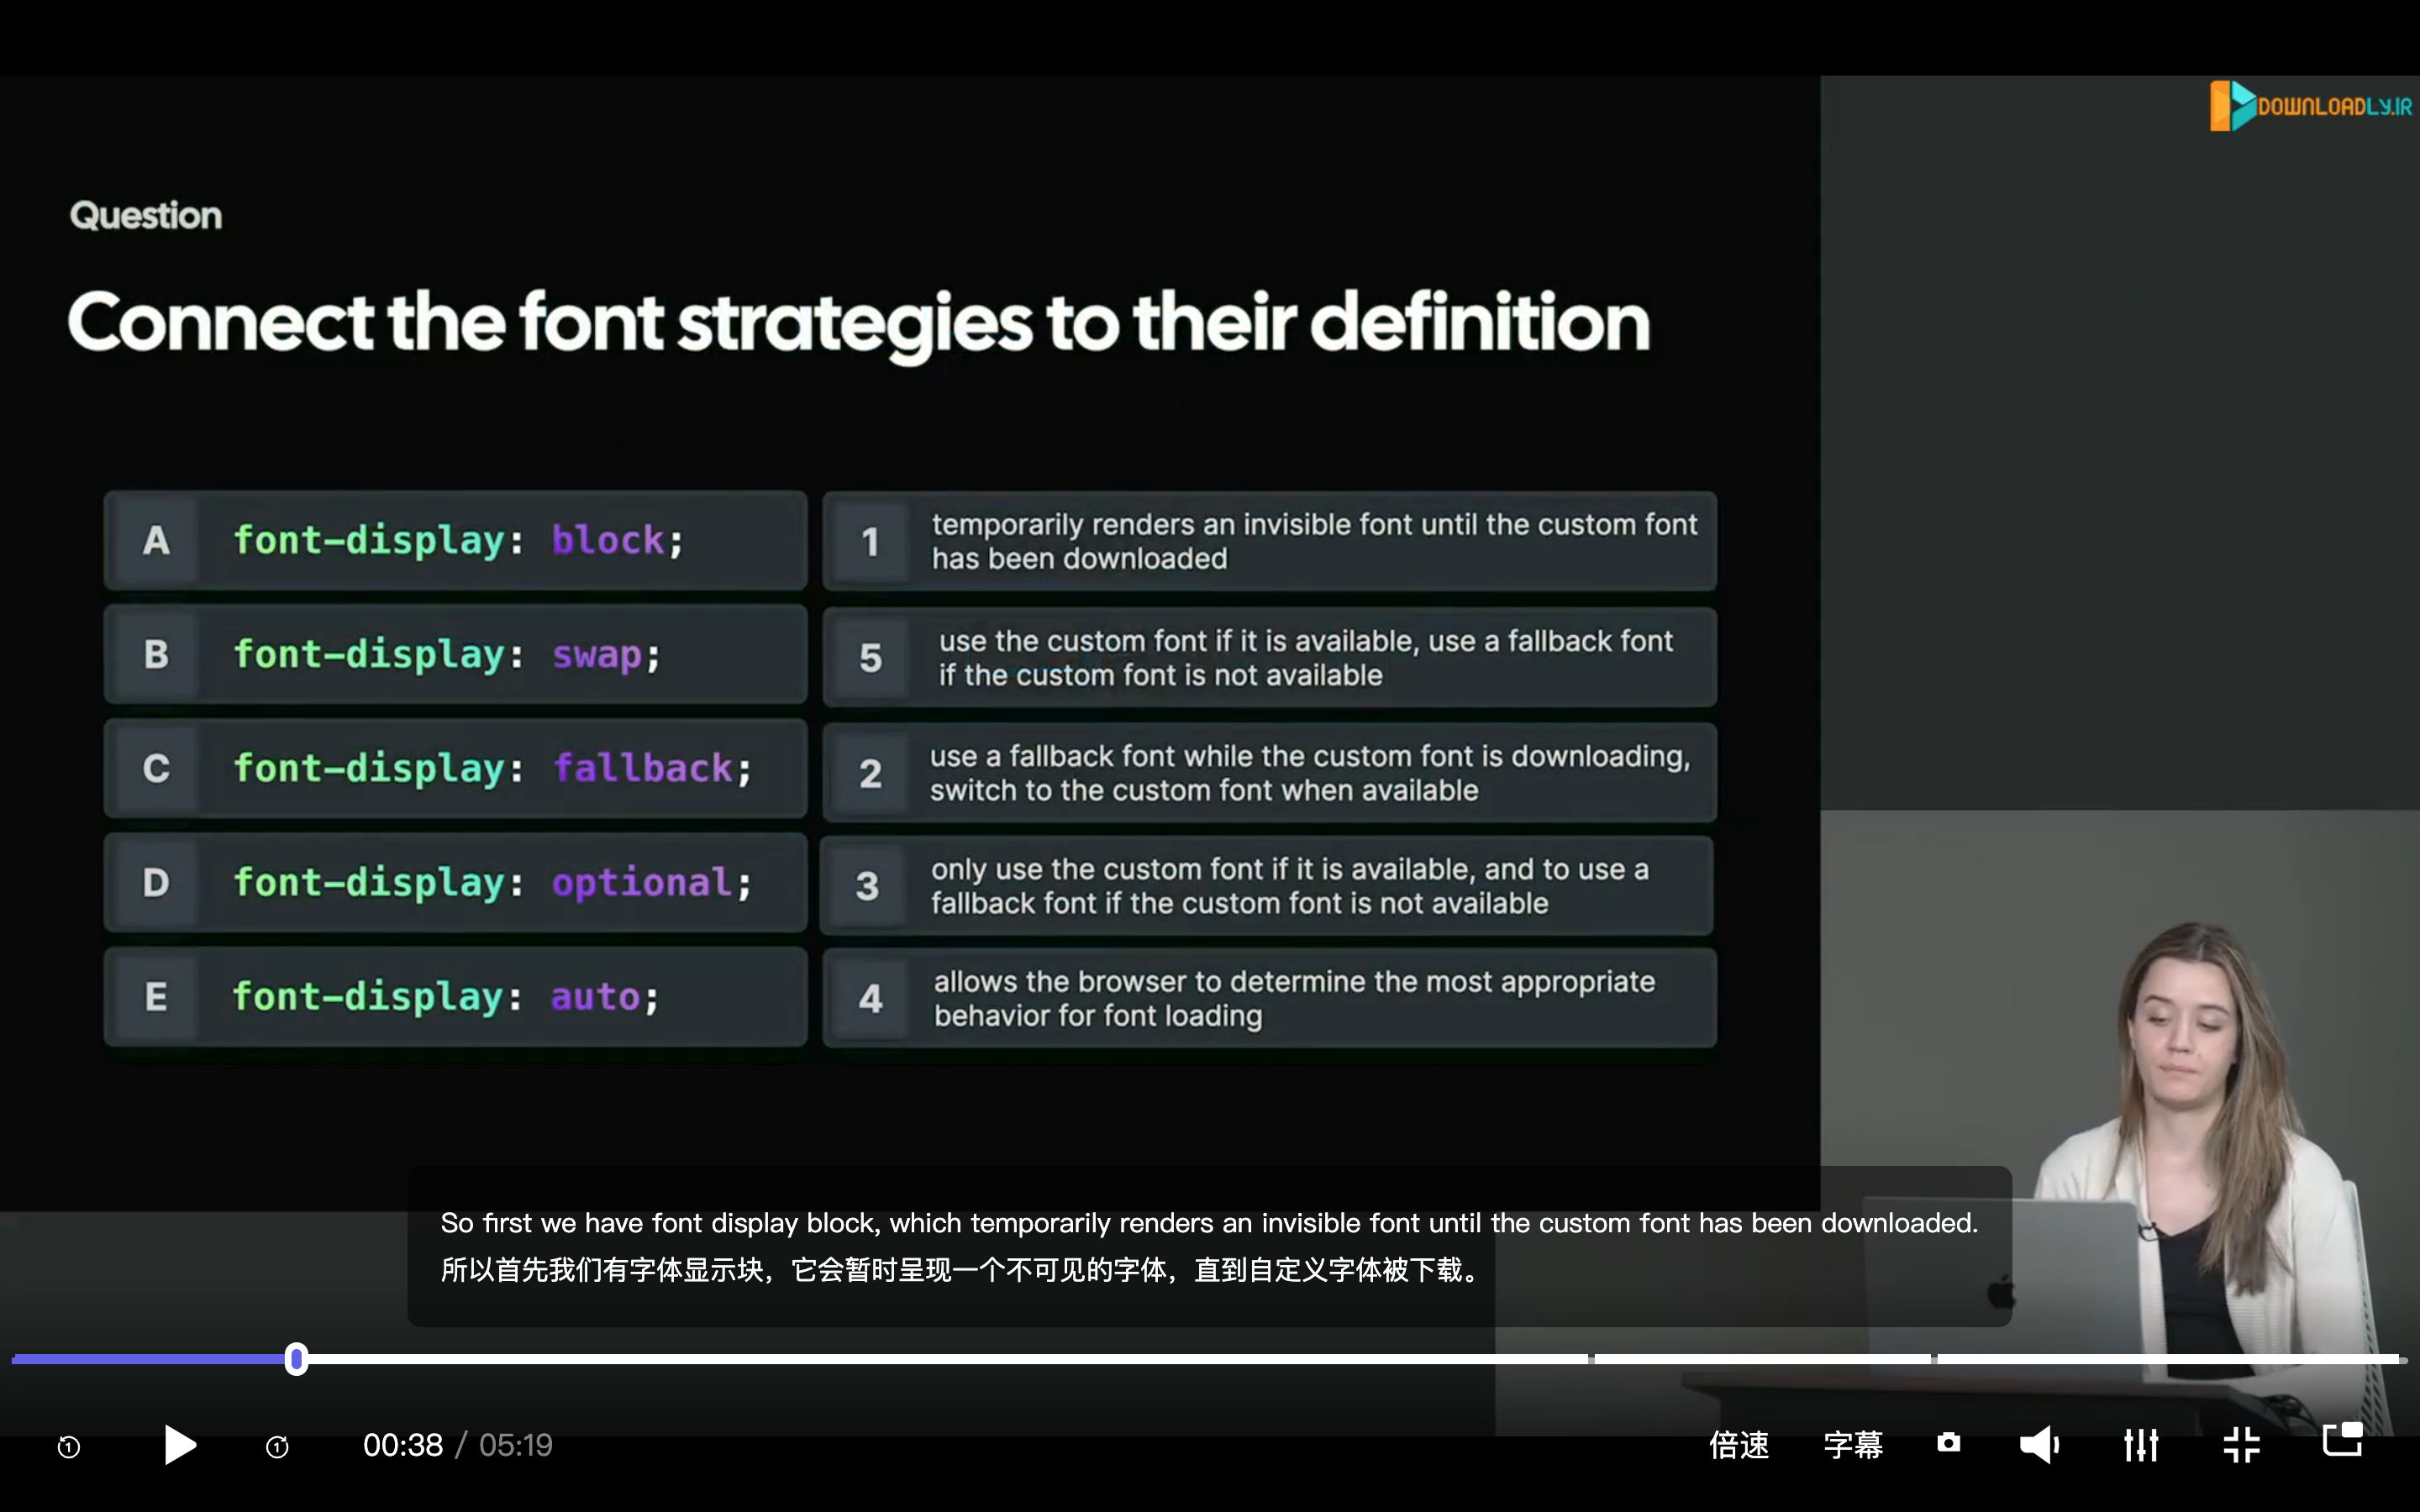 DOWNLOADLY.IR
Question
Connect the font strategies to their definition
A font-display: block;
1 temporarily renders an invisible font until the custom font
has been downloaded
B font-display: swap;
5 use the custom font if it is available, use a fallback font
if the custom font is not available
C font-display: fallback;
2 use a fallback font while the custom font is downloading,
switch to the custom font when available
D font-display: optional;
3 only use the custom font if it is available, and to use a
fallback font if the custom font is not available
E font-display: auto;
4 allows the browser to determine the most appropriate
behavior for font loading
So first we have font display block, which temporarily renders an invisible font until the custom font has been downloaded.
所以首先我们有字体显示块，它会暂时呈现一个不可见的字体，直到自定义字体被下载。
1 1 00:38 / 05:19 倍速 字幕